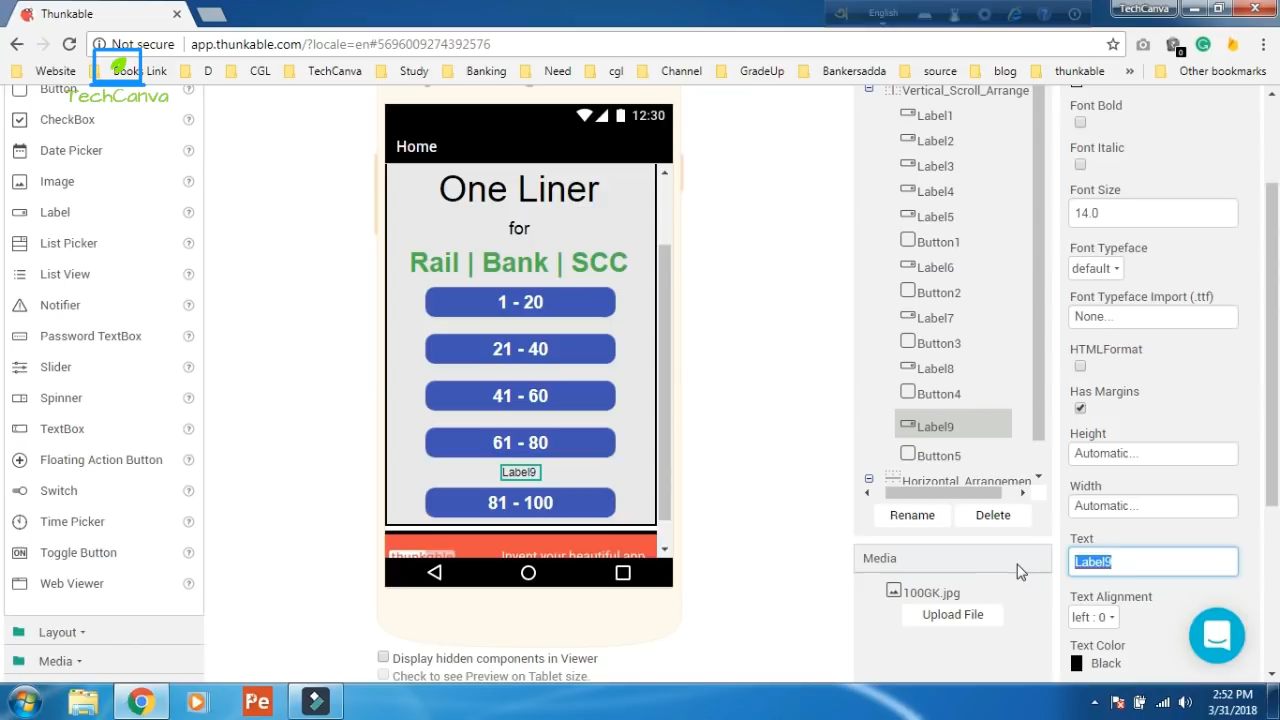 Thunkable
English
TechCanva
Not secure
app.thunkable.com/?locale=en#5696009274392576
0
Website
Books Link
D
CGL
TechCanva
Study
Banking
Need
cgl
Channel
GradeUp
Bankersadda
source
blog
thunkable
»
Other bookmarks
TechCanva
Button
CheckBox
Date Picker
Image
Label
List Picker
List View
Notifier
Password TextBox
Slider
Spinner
TextBox
Floating Action Button
Switch
Time Picker
Toggle Button
Web Viewer
Layout
Media
12:30
Home
One Liner
for
Rail | Bank | SCC
1 - 20
21 - 40
41 - 60
61 - 80
Label9
81 - 100
thunkable
Invent your beautiful app
Display hidden components in Viewer
Check to see Preview on Tablet size.
Vertical_Scroll_Arrange
Label1
Label2
Label3
Label4
Label5
Button1
Label6
Button2
Label7
Button3
Label8
Button4
Label9
Button5
Horizontal_Arrangemen
Rename
Delete
Media
100GK.jpg
Upload File
Font Bold
Font Italic
Font Size
14.0
Font Typeface
default
Font Typeface Import (.ttf)
None...
HTMLFormat
Has Margins
Height
Automatic...
Width
Automatic...
Text
Label9
Text Alignment
left : 0
Text Color
Black
Pe
2:52 PM
3/31/2018